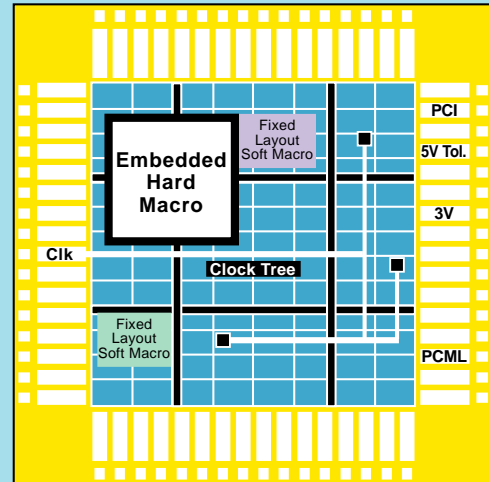 PCI
Fixed
Layout
Soft Macro
5V Tol.
Embedded
Hard
Macro
3V
Clk
Clock Tree
Fixed
Layout
Soft Macro
PCML